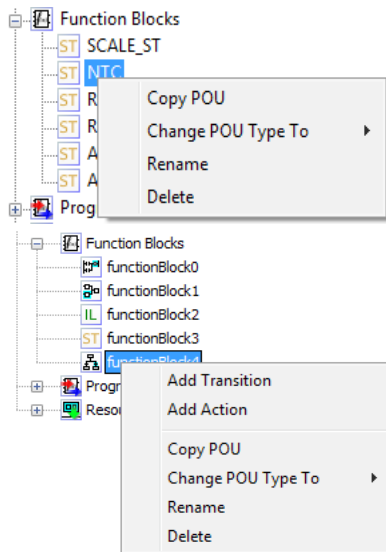 Function Blocks
ST SCALE_ST
ST NTC
ST R
Copy POU
ST R
Change POU Type To
ST A
Rename
ST A
Delete
Prog
Function Blocks
functionBlock0
functionBlock1
IL functionBlock2
ST functionBlock3
functionBlock4
Progr
Add Transition
Resou
Add Action
Copy POU
Change POU Type To
Rename
Delete